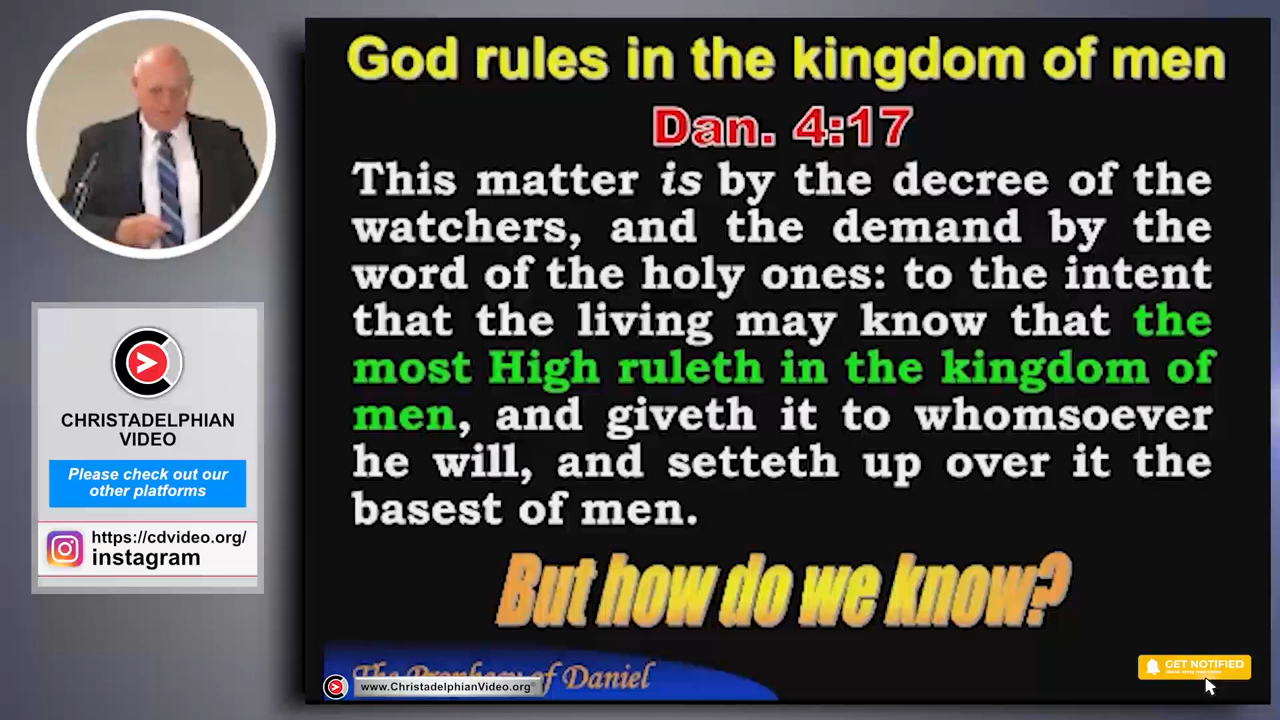 God rules in the kingdom of men
Dan. 4:17
This matter is by the decree of the
watchers, and the demand by the
word of the holy ones: to the intent
that the living may know that the
most High ruleth in the kingdom of
men, and giveth it to whomsoever
he will, and setteth up over it the
basest of men.
But how do we know?
The Prophecy of Daniel
www.ChristadelphianVideo.org
CHRISTADELPHIAN
VIDEO
Please check out our
other platforms
https://cdvideo.org/
instagram
GET NOTIFIED